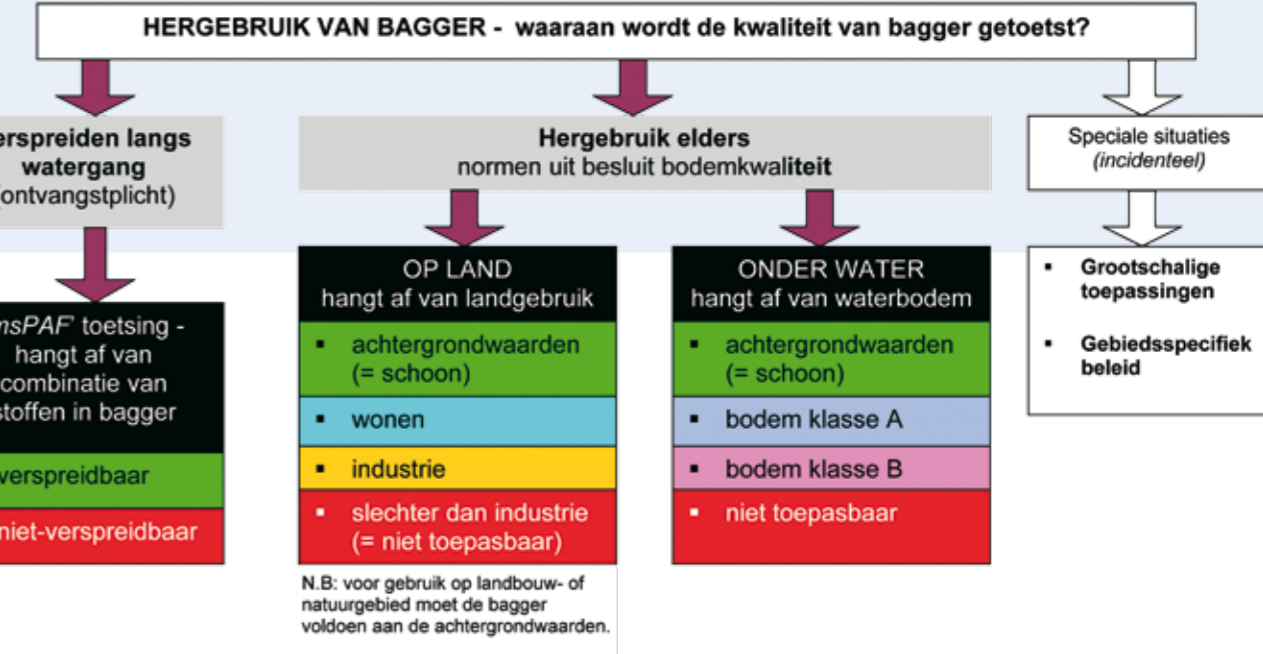 HERGEBRUIK VAN BAGGER - waaraan wordt de kwaliteit van bagger getoetst?
erspreiden langs
watergang
(ontvangstplicht)
msPAF' toetsing -
hangt af van
combinatie van
stoffen in bagger
verspreidbaar
niet-verspreidbaar
Hergebruik elders
normen uit besluit bodemkwaliteit
OP LAND
hangt af van landgebruik
▪ achtergrondwaarden
(= schoon)
▪ wonen
▪ industrie
▪ slechter dan industrie
(= niet toepasbaar)
N.B: voor gebruik op landbouw- of
natuurgebied moet de bagger
voldoen aan de achtergrondwaarden.
ONDER WATER
hangt af van waterbodem
▪ achtergrondwaarden
(= schoon)
▪ bodem klasse A
▪ bodem klasse B
▪ niet toepasbaar
Speciale situaties
(incidenteel)
▪ Grootschalige
toepassingen
▪ Gebiedsspecifiek
beleid